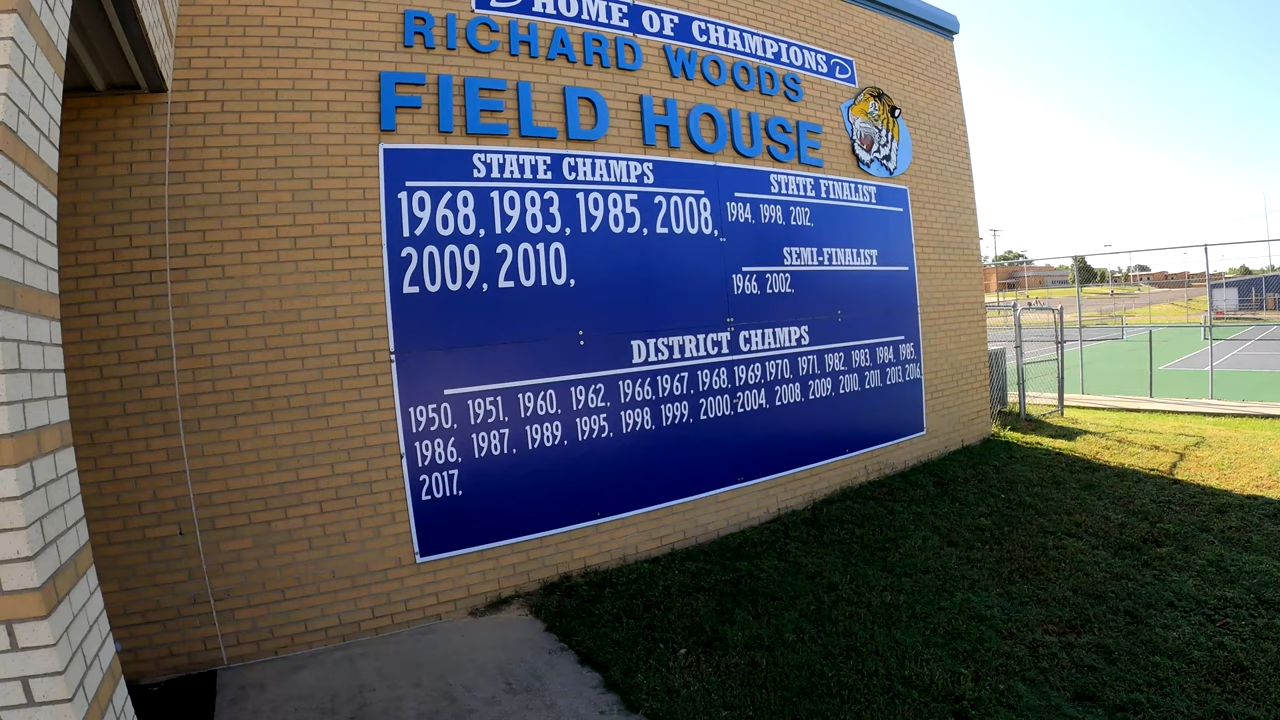 D HOME OF CHAMPIONS D
RICHARD WOODS
FIELD HOUSE
STATE CHAMPS
1968, 1983, 1985, 2008,
2009, 2010,
STATE FINALIST
1984, 1998, 2012,
SEMI-FINALIST
1966, 2002,
DISTRICT CHAMPS
1950, 1951, 1960, 1962, 1966, 1967, 1968, 1969, 1970, 1971, 1982, 1983, 1984, 1985,
1986, 1987, 1989, 1995, 1998, 1999, 2000, 2004, 2008, 2009, 2010, 2011, 2013, 2016,
2017,